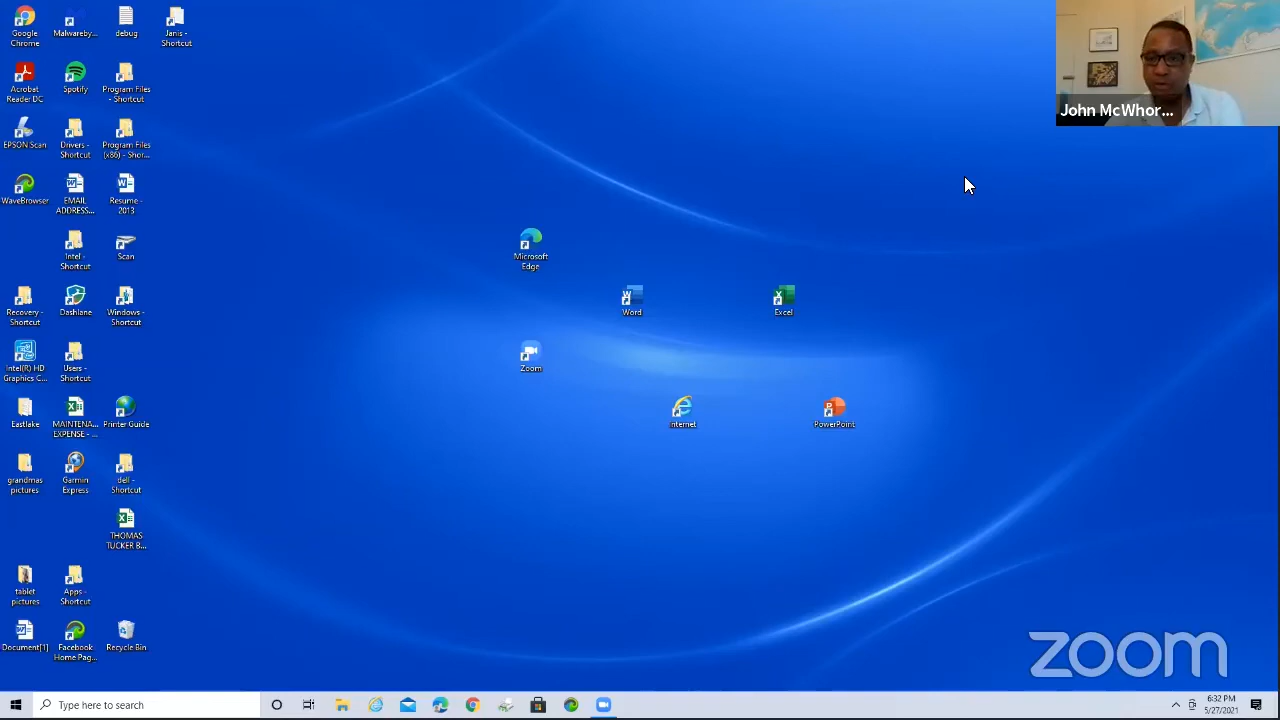 Google
Chrome
Malwareby...
debug
Janis -
Shortcut
John McWhor...
Acrobat
Reader DC
Spotify
Program Files
- Shortcut
EPSON Scan
Drivers -
Shortcut
Program Files
(x86) - Shor...
WaveBrowser
EMAIL
ADDRESS...
Resume -
2013
Intel -
Shortcut
Scan
Microsoft
Edge
Recovery -
Shortcut
Dashlane
Windows -
Shortcut
Word
Excel
Intel(R) HD
Graphics C...
Users -
Shortcut
Zoom
Eastlake
MAINTENA...
EXPENSE - ...
Printer Guide
Internet
PowerPoint
grandmas
pictures
Garmin
Express
dell -
Shortcut
THOMAS
TUCKER B...
tablet
pictures
Apps -
Shortcut
Document[1]
Facebook
Home Pag...
Recycle Bin
zoom
Type here to search
6:32 PM
5/27/2021